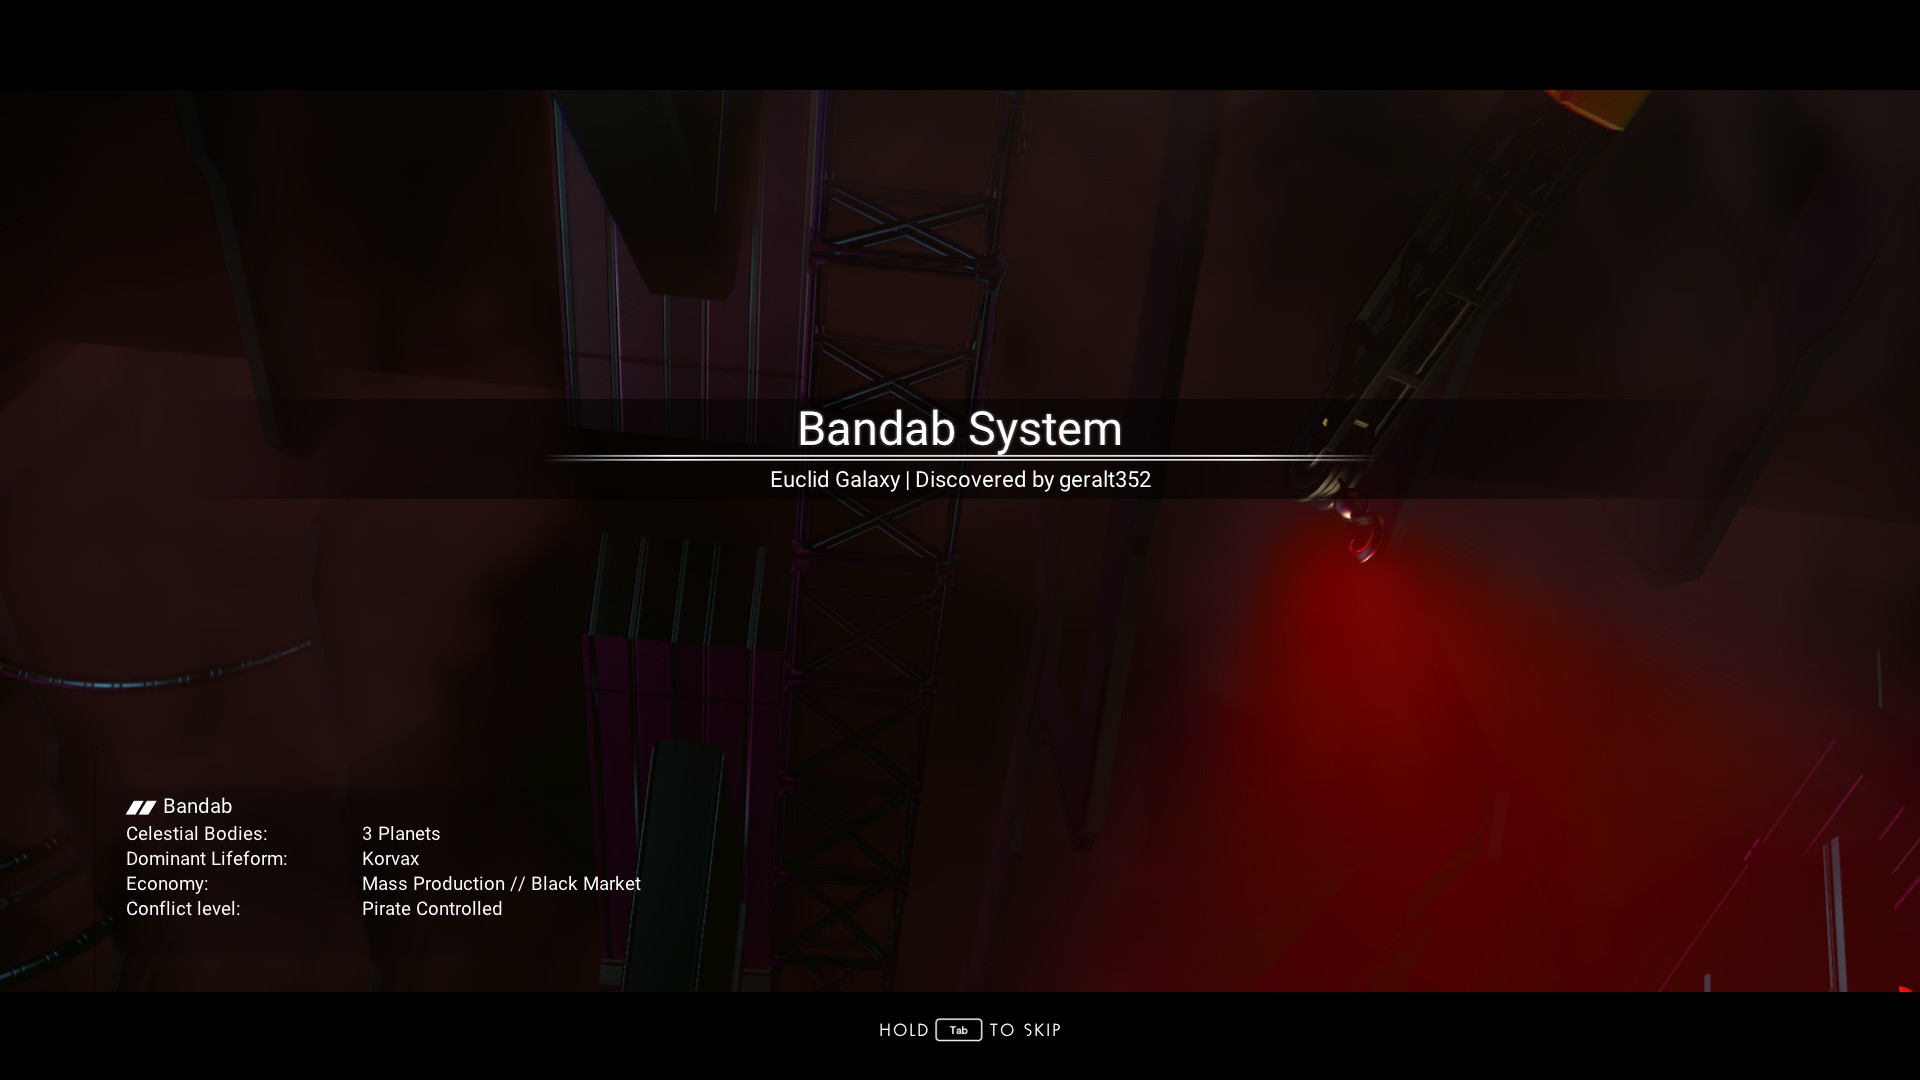 Bandab System
Euclid Galaxy | Discovered by geralt352
Bandab
Celestial Bodies: 3 Planets
Dominant Lifeform: Korvax
Economy: Mass Production // Black Market
Conflict level: Pirate Controlled
HOLD Tab TO SKIP